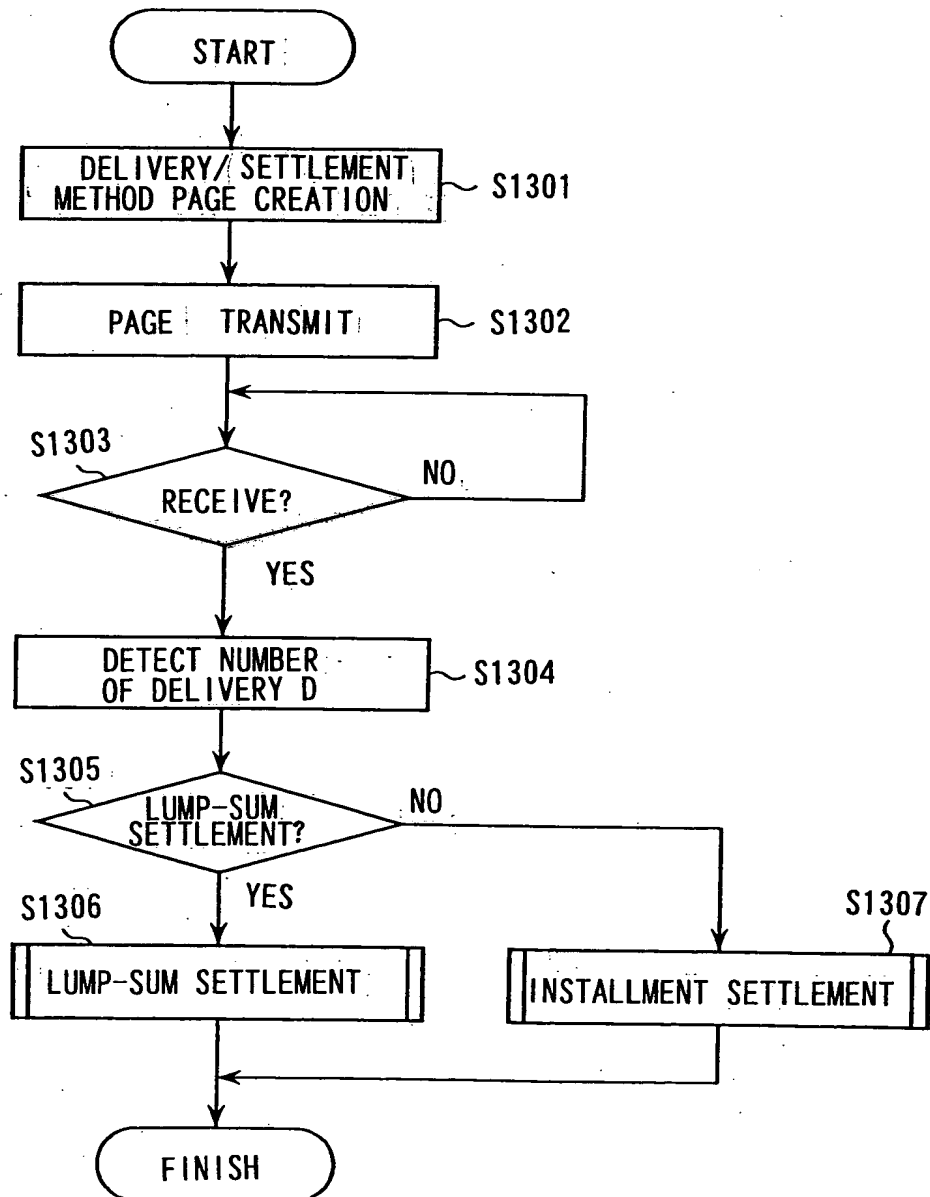 START
DELIVERY/ SETTLEMENT
METHOD PAGE CREATION
S1301
PAGE TRANSMIT
S1302
S1303
RECEIVE?
NO
YES
DETECT NUMBER
OF DELIVERY D
S1304
S1305
LUMP-SUM
SETTLEMENT?
NO
YES
S1306
LUMP-SUM SETTLEMENT
S1307
INSTALLMENT SETTLEMENT
FINISH